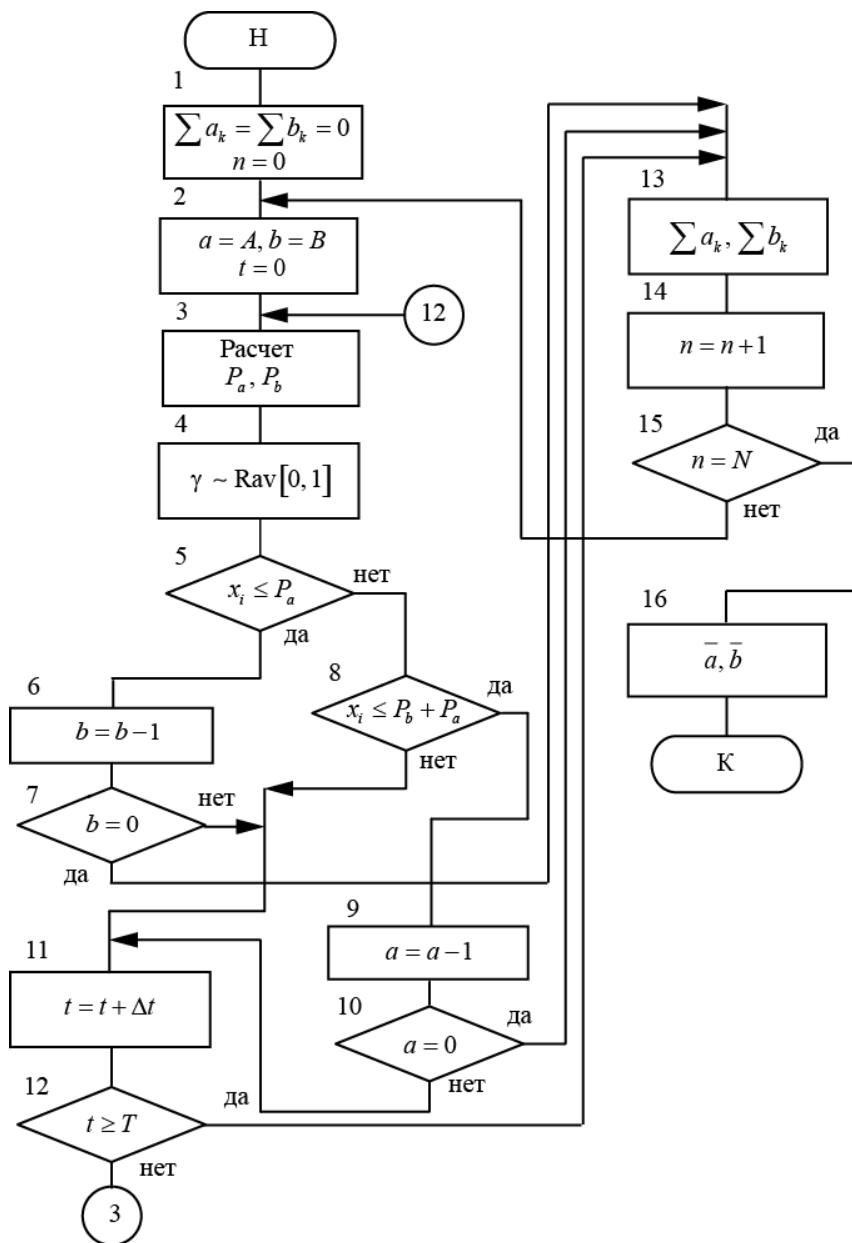 Н
1
∑ a_k = ∑ b_k = 0
n = 0
2
a = A, b = B
t = 0
3
12
Расчет
P_a, P_b
4
γ ~ Rav[0, 1]
5
x_i ≤ P_a
нет
да
6
b = b − 1
7
b = 0
нет
да
8
x_i ≤ P_b + P_a
да
нет
9
a = a − 1
10
a = 0
да
нет
11
t = t + Δt
12
t ≥ T
да
нет
3
13
∑ a_k, ∑ b_k
14
n = n + 1
15
n = N
да
нет
16
a̅, b̅
К